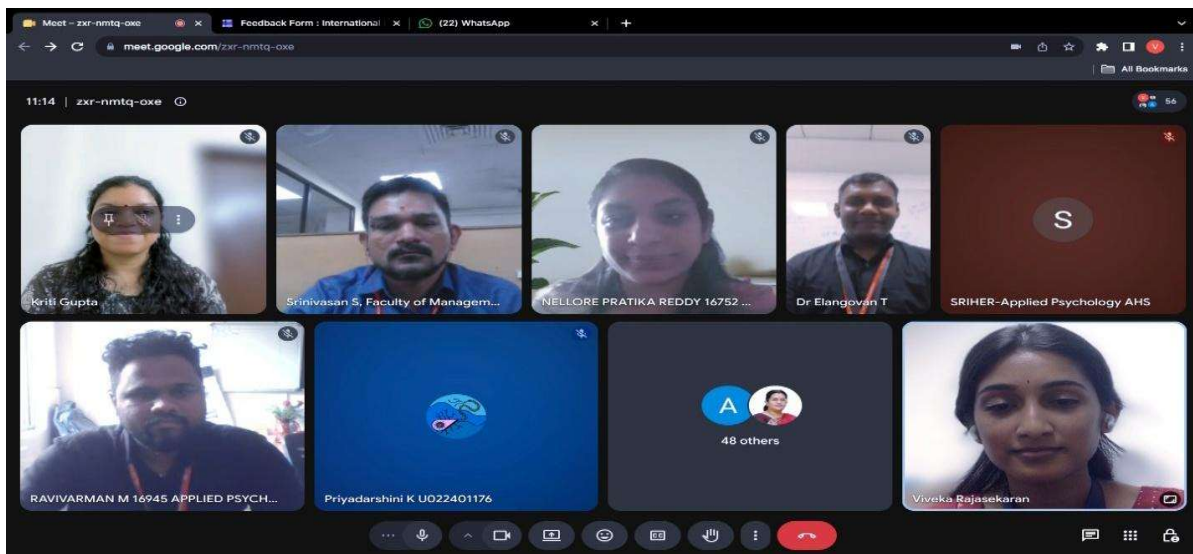 Meet – zxr-nmtq-oxe
Feedback Form : International
(22) WhatsApp
meet.google.com/zxr-nmtq-oxe
V
All Bookmarks
11:14 | zxr-nmtq-oxe
56
Kriti Gupta
Srinivasan S, Faculty of Managem...
NELLORE PRATIKA REDDY 16752 ...
Dr Elangovan T
S
SRIHER-Applied Psychology AHS
RAVIVARMAN M 16945 APPLIED PSYCH...
Priyadarshini K U022401176
A
48 others
Viveka Rajasekaran